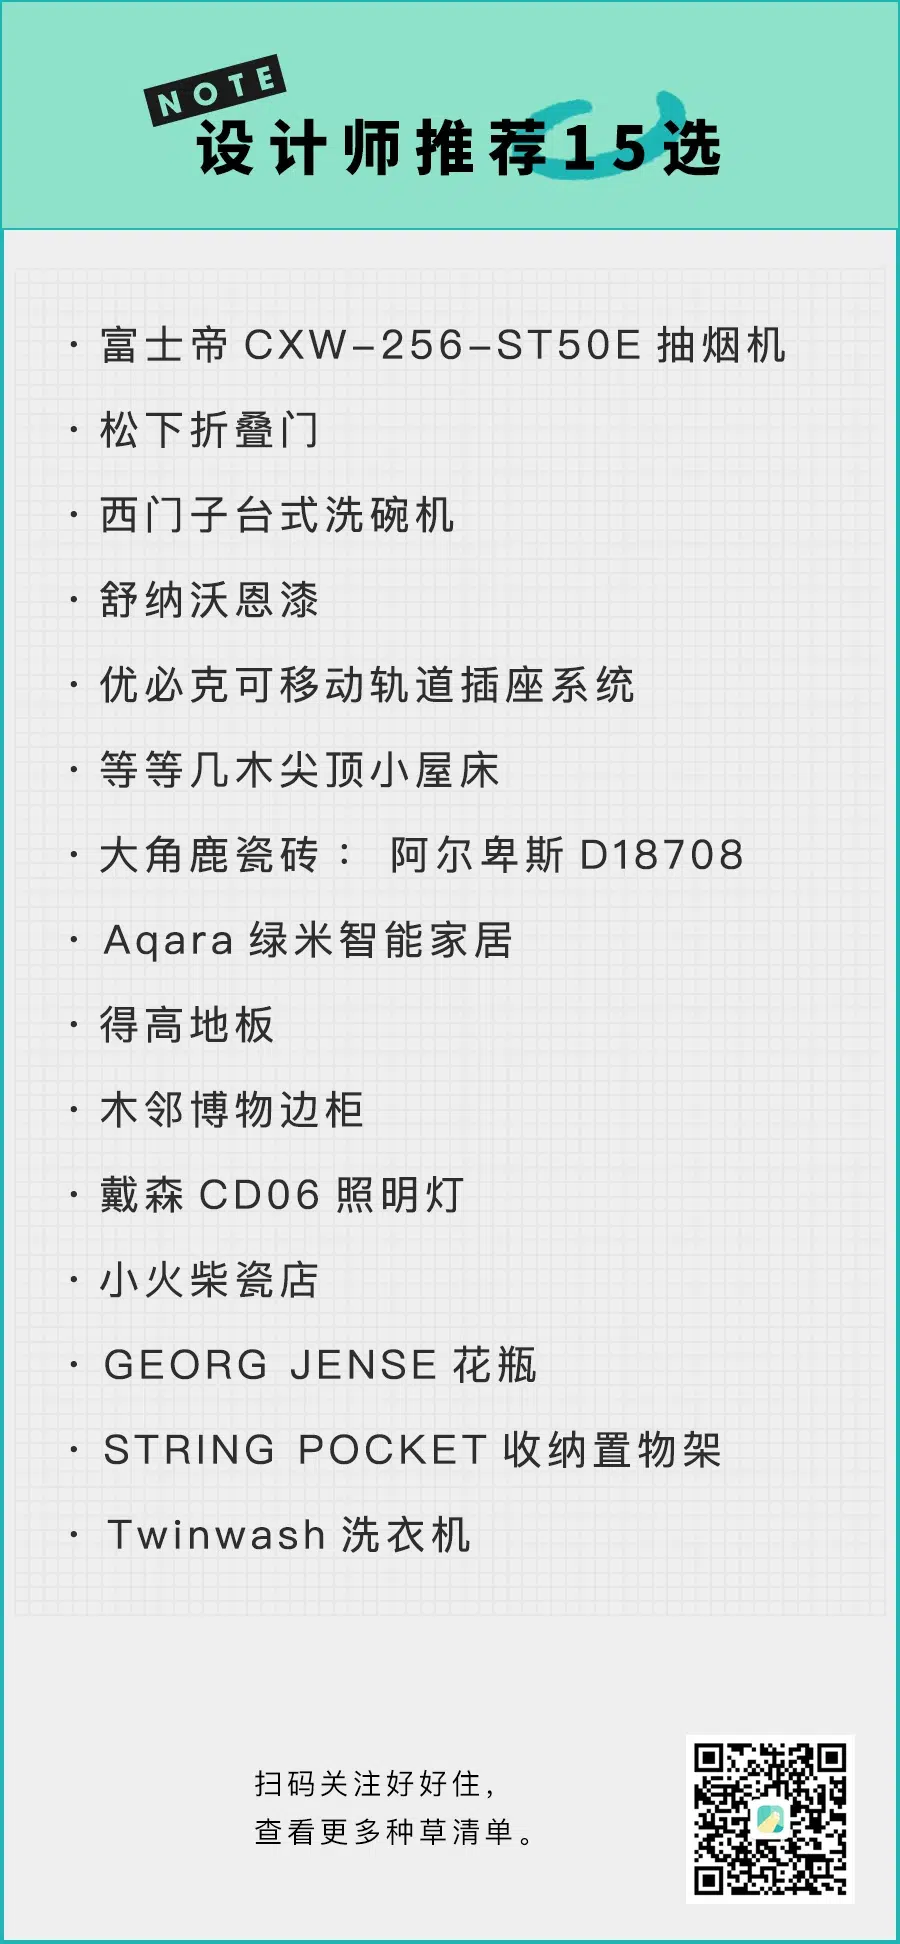 NOTE
设计师推荐15选
· 富士帝 CXW-256-ST50E 抽烟机
· 松下折叠门
· 西门子台式洗碗机
· 舒纳沃恩漆
· 优必克可移动轨道插座系统
· 等等几木尖顶小屋床
· 大角鹿瓷砖： 阿尔卑斯 D18708
· Aqara 绿米智能家居
· 得高地板
· 木邻博物边柜
· 戴森 CD06 照明灯
· 小火柴瓷店
· GEORG JENSE 花瓶
· STRING POCKET 收纳置物架
· Twinwash 洗衣机
扫码关注好好住，
查看更多种草清单。